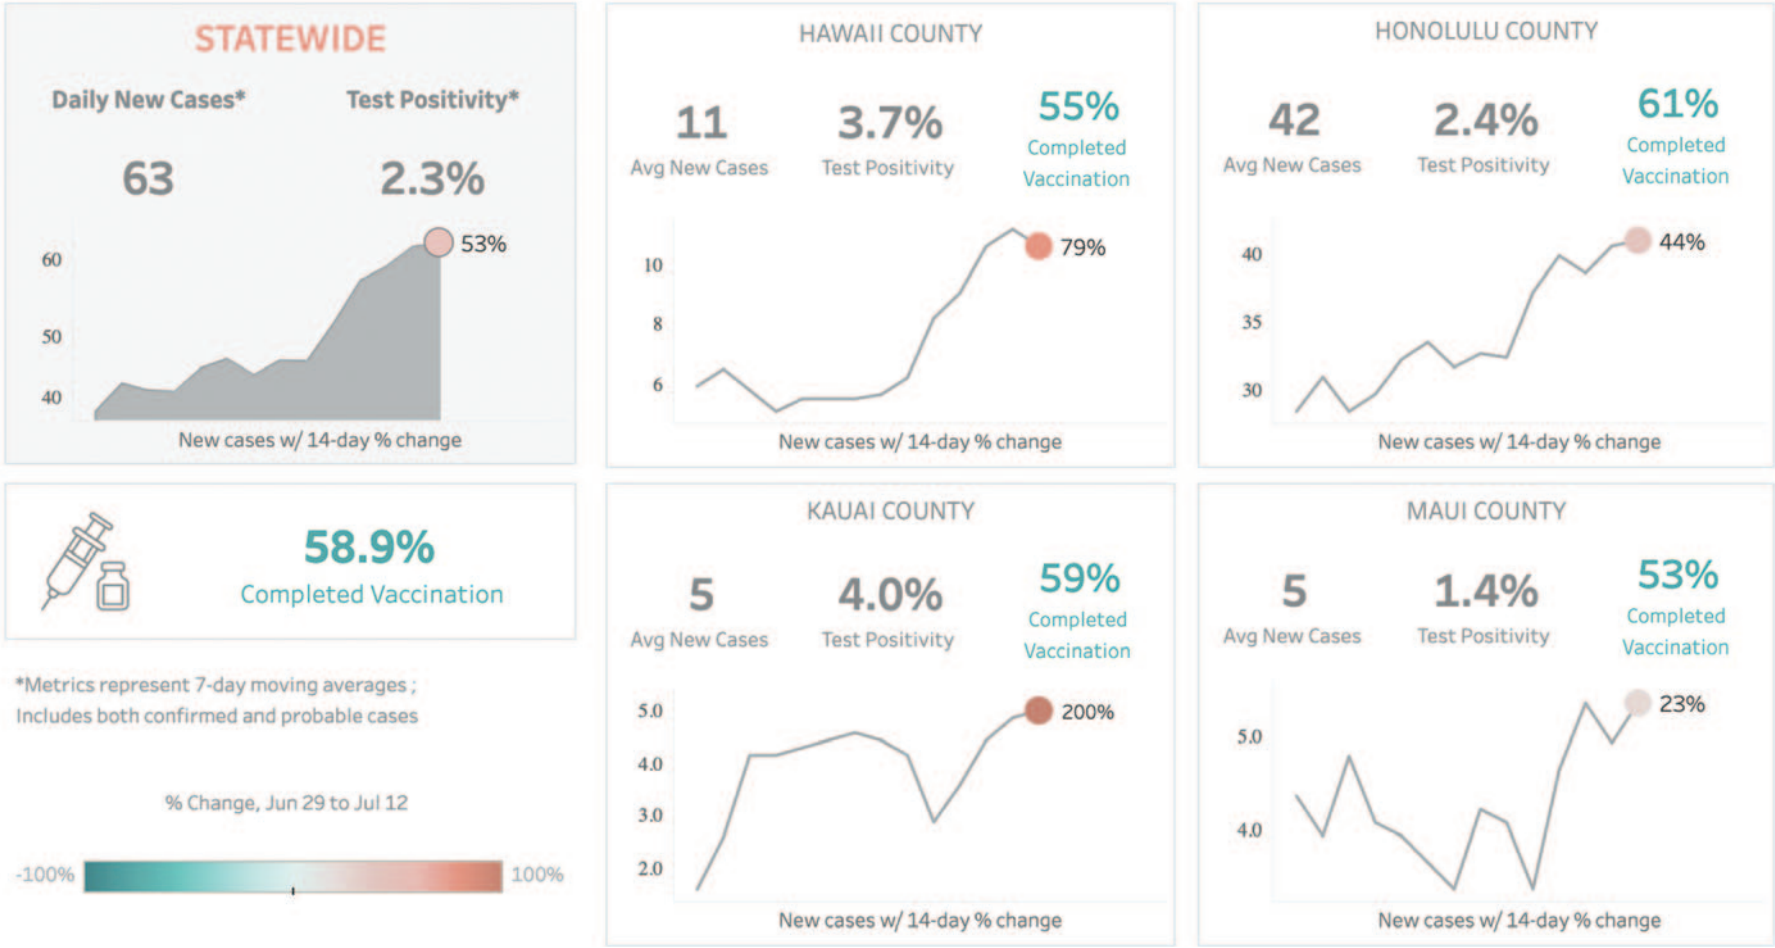 STATEWIDE
Daily New Cases* Test Positivity*
63 2.3%
53%
60
50
40
New cases w/ 14-day % change
58.9%
Completed Vaccination
*Metrics represent 7-day moving averages ;
Includes both confirmed and probable cases
% Change, Jun 29 to Jul 12
-100% 100%
HAWAII COUNTY
11 3.7% 55%
Avg New Cases Test Positivity Completed
Vaccination
79%
10
8
6
New cases w/ 14-day % change
HONOLULU COUNTY
42 2.4% 61%
Avg New Cases Test Positivity Completed
Vaccination
44%
40
35
30
New cases w/ 14-day % change
KAUAI COUNTY
5 4.0% 59%
Avg New Cases Test Positivity Completed
Vaccination
200%
5.0
4.0
3.0
2.0
New cases w/ 14-day % change
MAUI COUNTY
5 1.4% 53%
Avg New Cases Test Positivity Completed
Vaccination
23%
5.0
4.0
New cases w/ 14-day % change